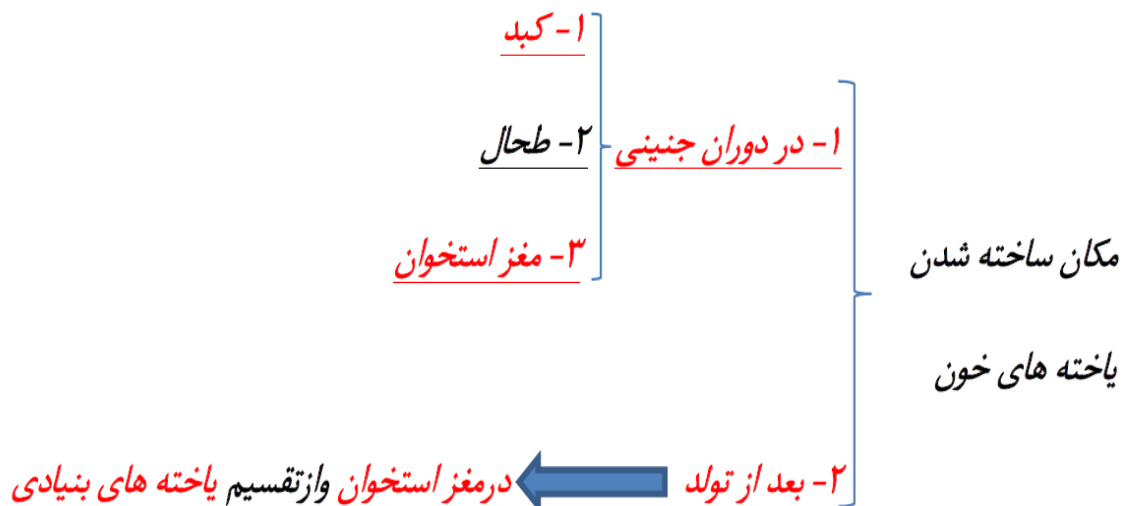 مکان ساخته شدن
یاخته های خون
۱- در دوران جنینی
۱- کبد
۲- طحال
۳- مغز استخوان
۲- بعد از تولد
درمغز استخوان وازتقسیم یاخته های بنیادی